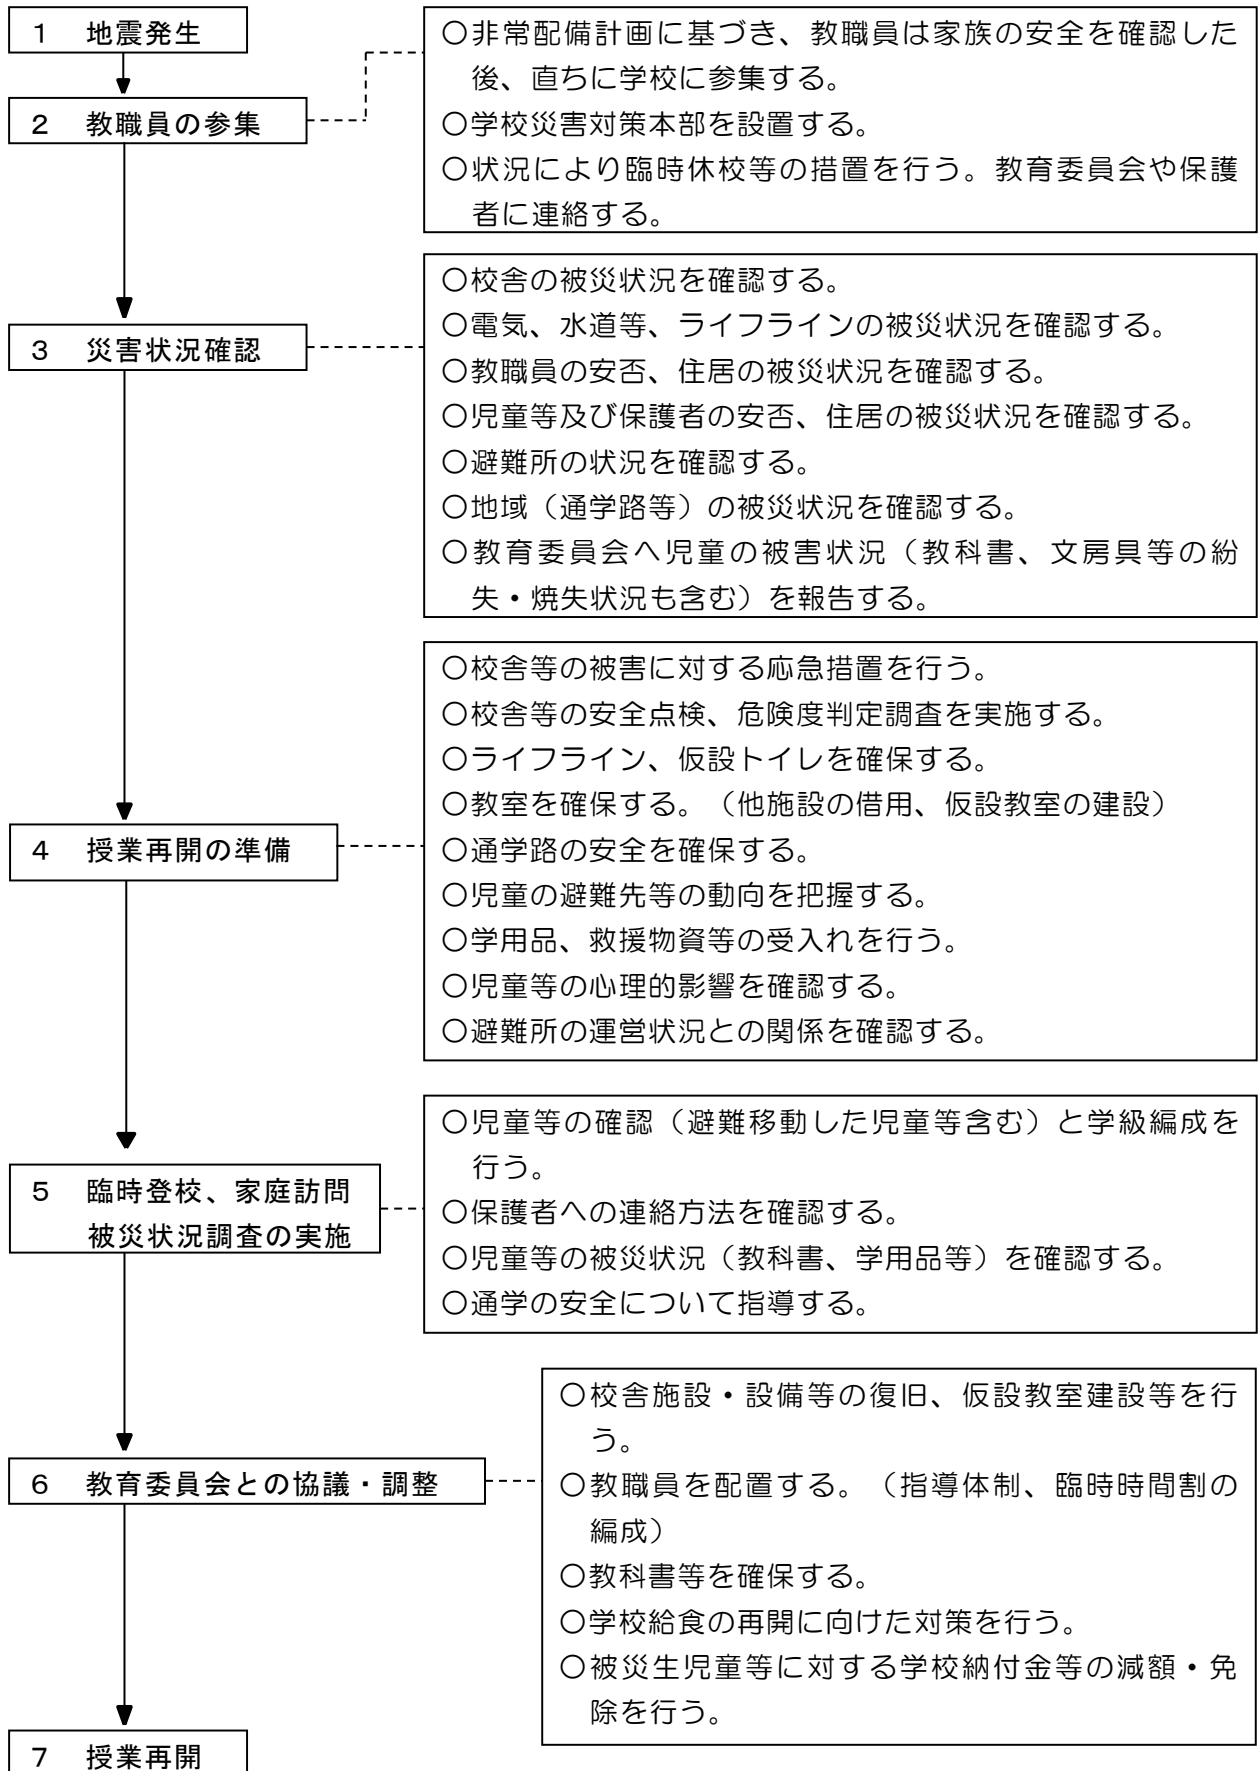 1 地震発生
○非常配備計画に基づき、教職員は家族の安全を確認した
後、直ちに学校に参集する。
○学校災害対策本部を設置する。
○状況により臨時休校等の措置を行う。教育委員会や保護
者に連絡する。
2 教職員の参集
○校舎の被災状況を確認する。
○電気、水道等、ライフラインの被災状況を確認する。
○教職員の安否、住居の被災状況を確認する。
○児童等及び保護者の安否、住居の被災状況を確認する。
○避難所の状況を確認する。
○地域（通学路等）の被災状況を確認する。
○教育委員会へ児童の被害状況（教科書、文房具等の紛
失・焼失状況も含む）を報告する。
3 災害状況確認
○校舎等の被害に対する応急措置を行う。
○校舎等の安全点検、危険度判定調査を実施する。
○ライフライン、仮設トイレを確保する。
○教室を確保する。（他施設の借用、仮設教室の建設）
○通学路の安全を確保する。
○児童の避難先等の動向を把握する。
○学用品、救援物資等の受入れを行う。
○児童等の心理的影響を確認する。
○避難所の運営状況との関係を確認する。
4 授業再開の準備
○児童等の確認（避難移動した児童等含む）と学級編成を
行う。
○保護者への連絡方法を確認する。
○児童等の被災状況（教科書、学用品等）を確認する。
○通学の安全について指導する。
5 臨時登校、家庭訪問
被災状況調査の実施
○校舎施設・設備等の復旧、仮設教室建設等を行
う。
○教職員を配置する。（指導体制、臨時時間割の
編成）
○教科書等を確保する。
○学校給食の再開に向けた対策を行う。
○被災生児童等に対する学校納付金等の減額・免
除を行う。
6 教育委員会との協議・調整
7 授業再開